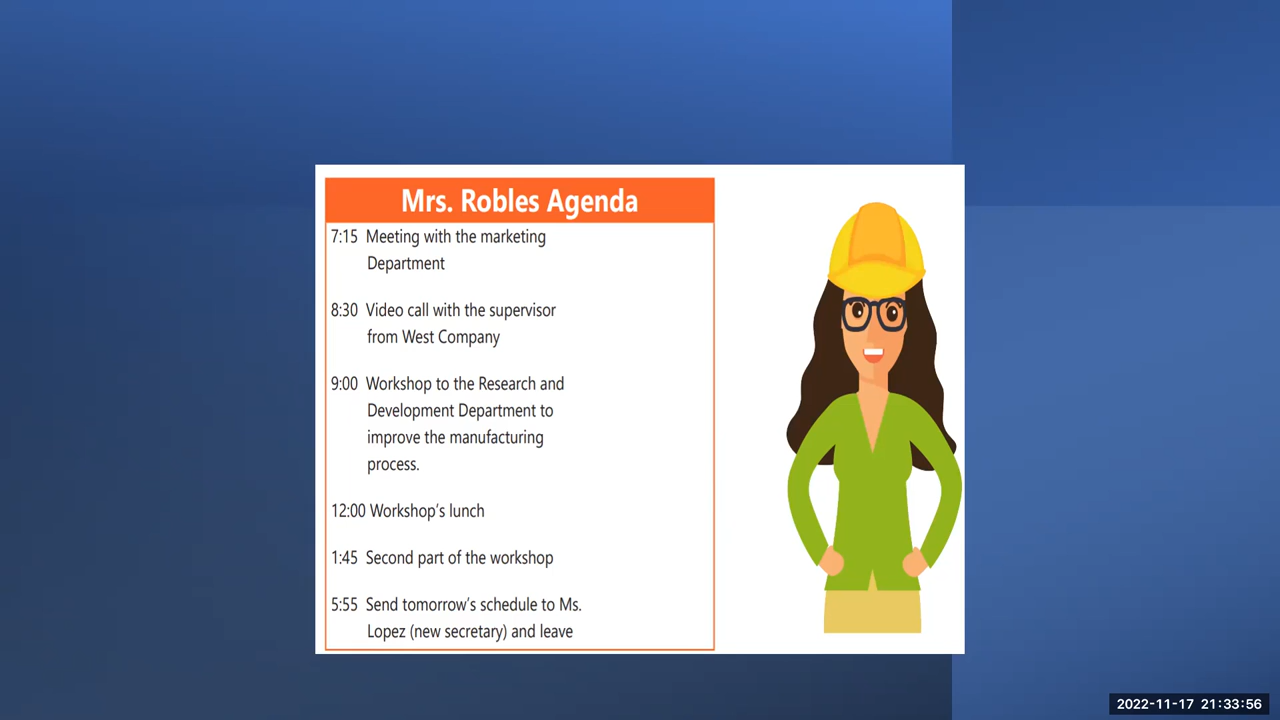 Mrs. Robles Agenda
7:15 Meeting with the marketing
Department
8:30 Video call with the supervisor
from West Company
9:00 Workshop to the Research and
Development Department to
improve the manufacturing
process.
12:00 Workshop's lunch
1:45 Second part of the workshop
5:55 Send tomorrow's schedule to Ms.
Lopez (new secretary) and leave
2022-11-17 21:33:56